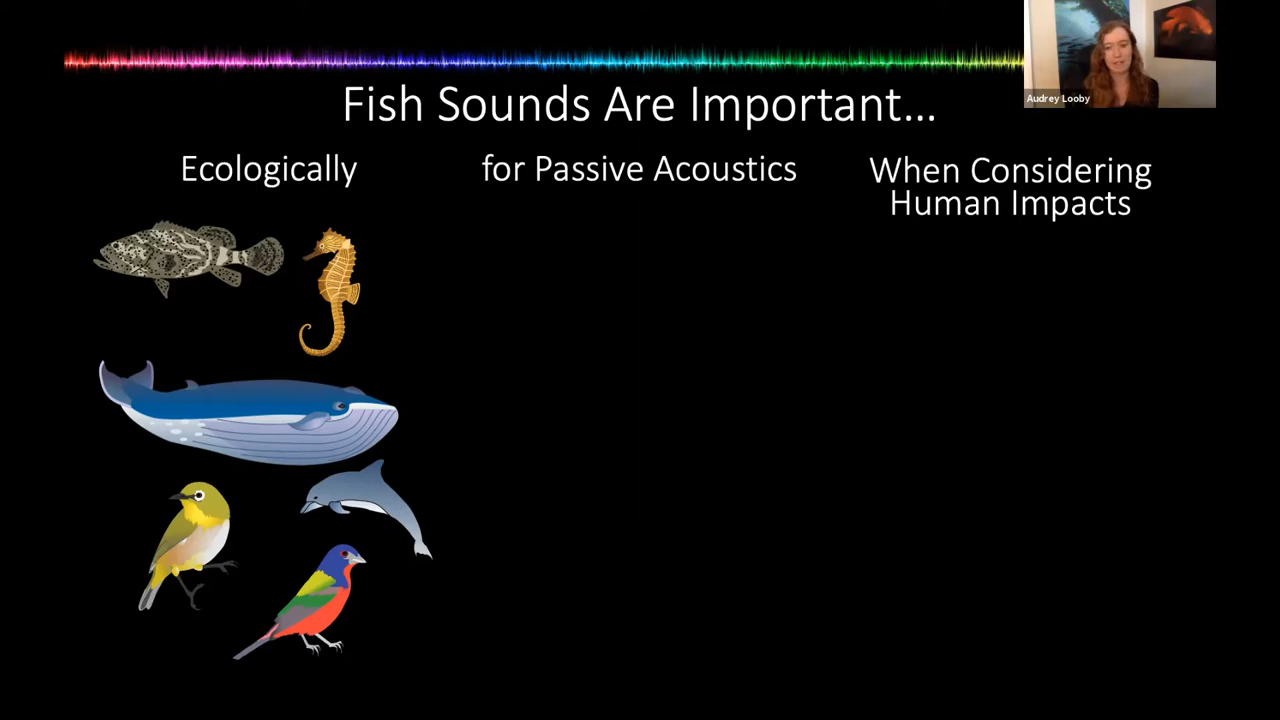 Audrey Looby
Fish Sounds Are Important...
Ecologically
for Passive Acoustics
When Considering
Human Impacts